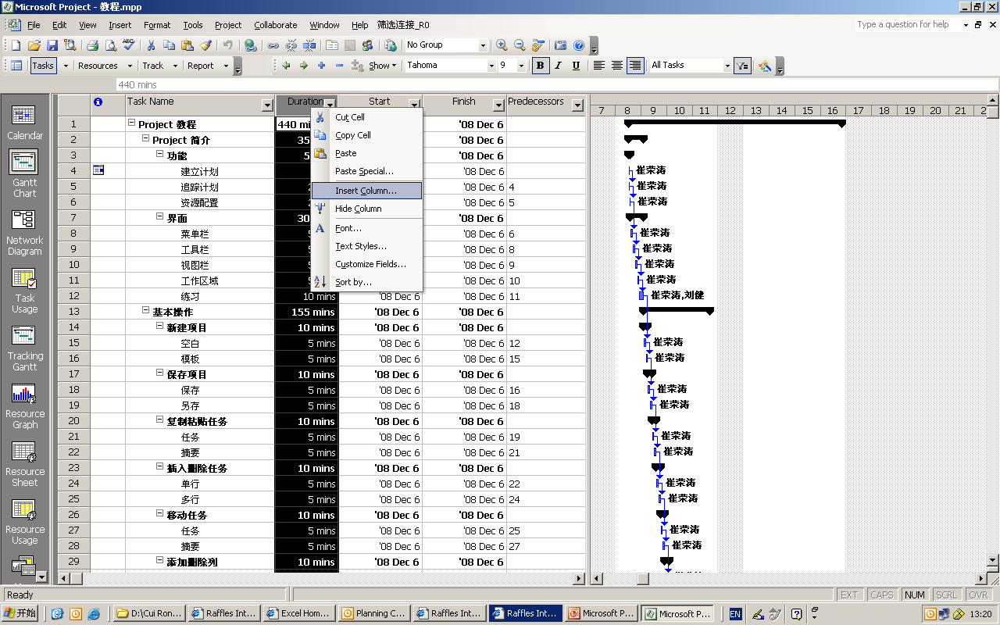 Microsoft Project - 教程.mpp
File Edit View Insert Format Tools Project Collaborate Window Help 筛选连接_R0 Type a question for help
No Group
Tasks Resources Track Report Show Tahoma 9 B I U All Tasks
440 mins
Task Name Duration Start Finish Predecessors 7 8 9 10 11 12 13 14 15 16 17 18 19 20 21 2
1 Project 教程 440 mi '08 Dec 6
2 Project 简介 35 '08 Dec 6
3 功能 5 '08 Dec 6
4 建立计划 '08 Dec 6 崔荣涛
5 追踪计划 '08 Dec 6 4 崔荣涛
6 资源配置 '08 Dec 6 5 崔荣涛
7 界面 30 '08 Dec 6
8 菜单栏 '08 Dec 6 6 崔荣涛
9 工具栏 '08 Dec 6 8 崔荣涛
10 视图栏 '08 Dec 6 9 崔荣涛
11 工作区域 '08 Dec 6 10 崔荣涛
12 练习 10 mins '08 Dec 6 '08 Dec 6 11 崔荣涛,刘健
13 基本操作 155 mins '08 Dec 6 '08 Dec 6
14 新建项目 10 mins '08 Dec 6 '08 Dec 6
15 空白 5 mins '08 Dec 6 '08 Dec 6 12 崔荣涛
16 模板 5 mins '08 Dec 6 '08 Dec 6 15 崔荣涛
17 保存项目 10 mins '08 Dec 6 '08 Dec 6
18 保存 5 mins '08 Dec 6 '08 Dec 6 16 崔荣涛
19 另存 5 mins '08 Dec 6 '08 Dec 6 18 崔荣涛
20 复制粘贴任务 10 mins '08 Dec 6 '08 Dec 6
21 任务 5 mins '08 Dec 6 '08 Dec 6 19 崔荣涛
22 摘要 5 mins '08 Dec 6 '08 Dec 6 21 崔荣涛
23 插入删除任务 10 mins '08 Dec 6 '08 Dec 6
24 单行 5 mins '08 Dec 6 '08 Dec 6 22 崔荣涛
25 多行 5 mins '08 Dec 6 '08 Dec 6 24 崔荣涛
26 移动任务 10 mins '08 Dec 6 '08 Dec 6
27 任务 5 mins '08 Dec 6 '08 Dec 6 25 崔荣涛
28 摘要 5 mins '08 Dec 6 '08 Dec 6 27 崔荣涛
29 添加删除列 10 mins '08 Dec 6 '08 Dec 6
Cut Cell
Copy Cell
Paste
Paste Special...
Insert Column...
Hide Column
Font...
Text Styles...
Customize Fields...
Sort by...
Calendar
Gantt
Chart
Network
Diagram
Task
Usage
Tracking
Gantt
Resource
Graph
Resource
Sheet
Resource
Usage
Ready EXT CAPS NUM SCRL OVR
开始 D:\Cui Ron... Raffles Int... Excel Hom... Planning C... Raffles Int... Raffles Int... Microsoft P... Microsoft P... EN 13:20